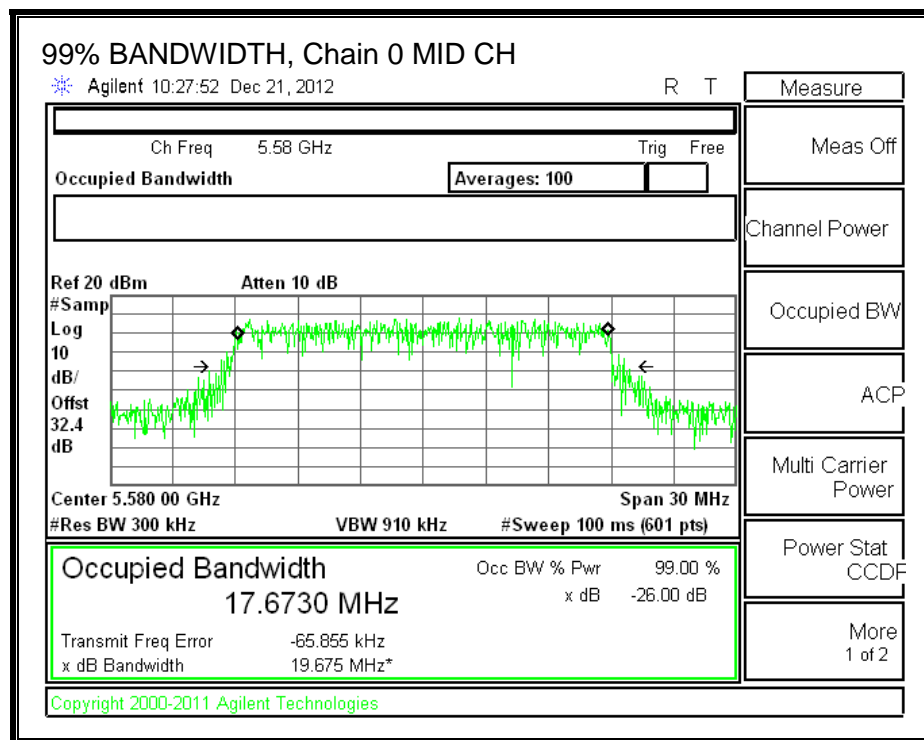 99% BANDWIDTH, Chain 0 MID CH
Agilent 10:27:52 Dec 21, 2012 R T
Measure
Ch Freq 5.58 GHz Trig Free
Meas Off
Occupied Bandwidth Averages: 100
Channel Power
Ref 20 dBm Atten 10 dB
#Samp
Log
10
dB/
Offst
32.4
dB
Occupied BW
ACP
Multi Carrier
Power
Center 5.580 00 GHz Span 30 MHz
#Res BW 300 kHz VBW 910 kHz #Sweep 100 ms (601 pts)
Power Stat
CCDF
Occupied Bandwidth Occ BW % Pwr 99.00 %
17.6730 MHz x dB -26.00 dB
Transmit Freq Error -65.855 kHz
x dB Bandwidth 19.675 MHz*
More
1 of 2
Copyright 2000-2011 Agilent Technologies